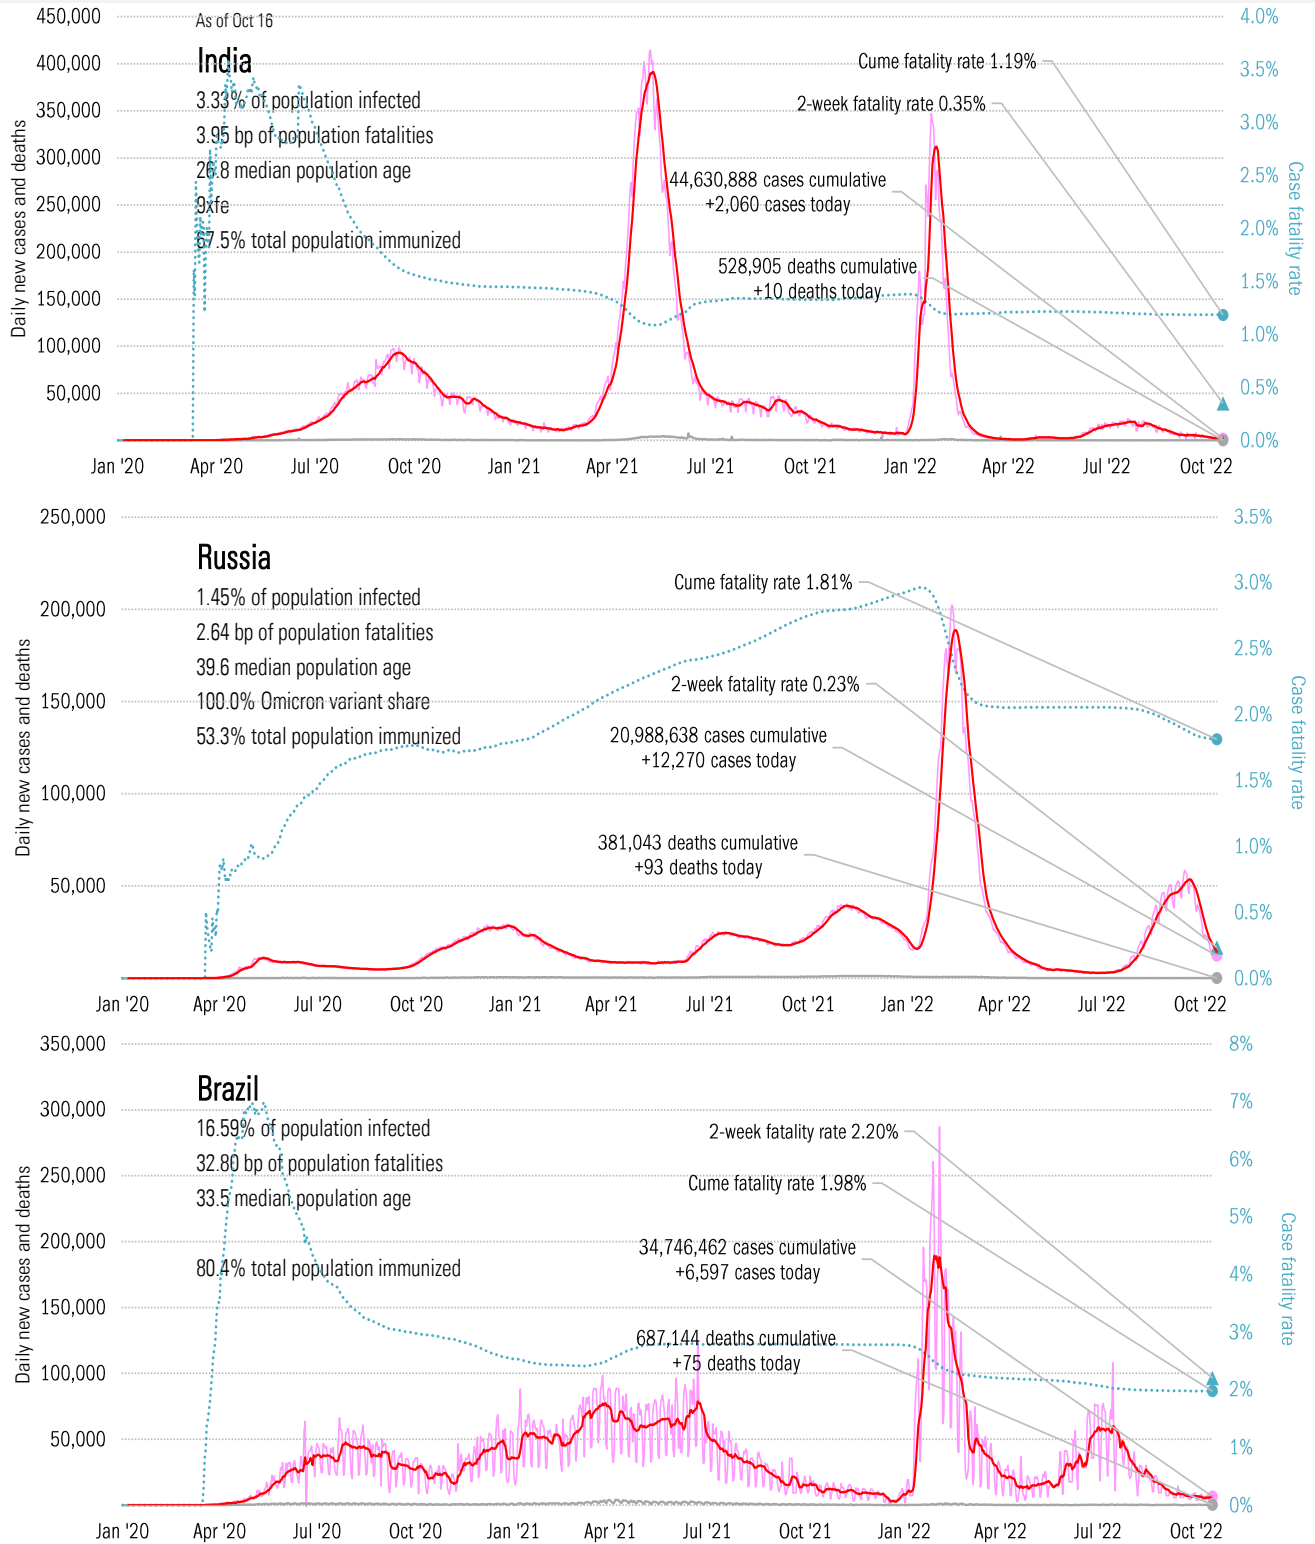 450,000
As of Oct 16
4.0%
India
400,000
Cume fatality rate 1.19%
3.5%
3.33% of population infected
350,000
2-week fatality rate 0.35%
3.0%
3.95 bp of population fatalities
300,000
26.8 median population age
44,630,888 cases cumulative
+2,060 cases today
2.5%
250,000
9xfe
2.0%
67.5% total population immunized
200,000
528,905 deaths cumulative
+10 deaths today
1.5%
150,000
100,000
1.0%
50,000
0.5%
0.0%
Daily new cases and deaths
Case fatality rate
Jan '20 Apr '20 Jul '20 Oct '20 Jan '21 Apr '21 Jul '21 Oct '21 Jan '22 Apr '22 Jul '22 Oct '22
250,000
3.5%
Russia
Cume fatality rate 1.81%
3.0%
1.45% of population infected
200,000
2.64 bp of population fatalities
2.5%
39.6 median population age
2-week fatality rate 0.23%
150,000
100.0% Omicron variant share
2.0%
53.3% total population immunized
20,988,638 cases cumulative
+12,270 cases today
1.5%
100,000
381,043 deaths cumulative
+93 deaths today
1.0%
50,000
0.5%
0.0%
Daily new cases and deaths
Case fatality rate
Jan '20 Apr '20 Jul '20 Oct '20 Jan '21 Apr '21 Jul '21 Oct '21 Jan '22 Apr '22 Jul '22 Oct '22
350,000
8%
Brazil
300,000
7%
16.59% of population infected
2-week fatality rate 2.20%
32.80 bp of population fatalities
6%
250,000
Cume fatality rate 1.98%
33.5 median population age
5%
200,000
34,746,462 cases cumulative
+6,597 cases today
80.4% total population immunized
4%
150,000
687,144 deaths cumulative
+75 deaths today
3%
100,000
2%
50,000
1%
0%
Daily new cases and deaths
Case fatality rate
Jan '20 Apr '20 Jul '20 Oct '20 Jan '21 Apr '21 Jul '21 Oct '21 Jan '22 Apr '22 Jul '22 Oct '22